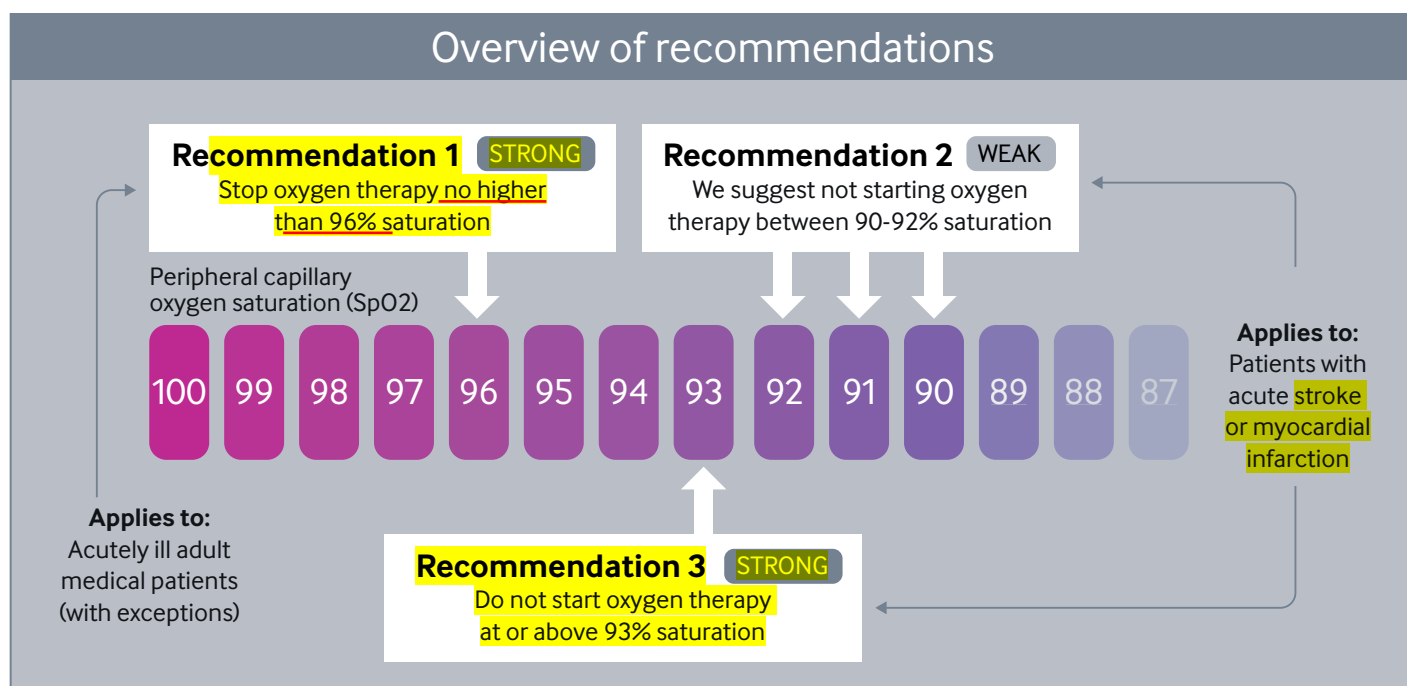 Overview of recommendations
Recommendation 1 STRONG
Stop oxygen therapy no higher
than 96% saturation
Recommendation 2 WEAK
We suggest not starting oxygen
therapy between 90-92% saturation
Peripheral capillary
oxygen saturation (SpO2)
100 99 98 97 96 95 94 93 92 91 90 89 88 87
Applies to:
Patients with
acute stroke
or myocardial
infarction
Applies to:
Acutely ill adult
medical patients
(with exceptions)
Recommendation 3 STRONG
Do not start oxygen therapy
at or above 93% saturation